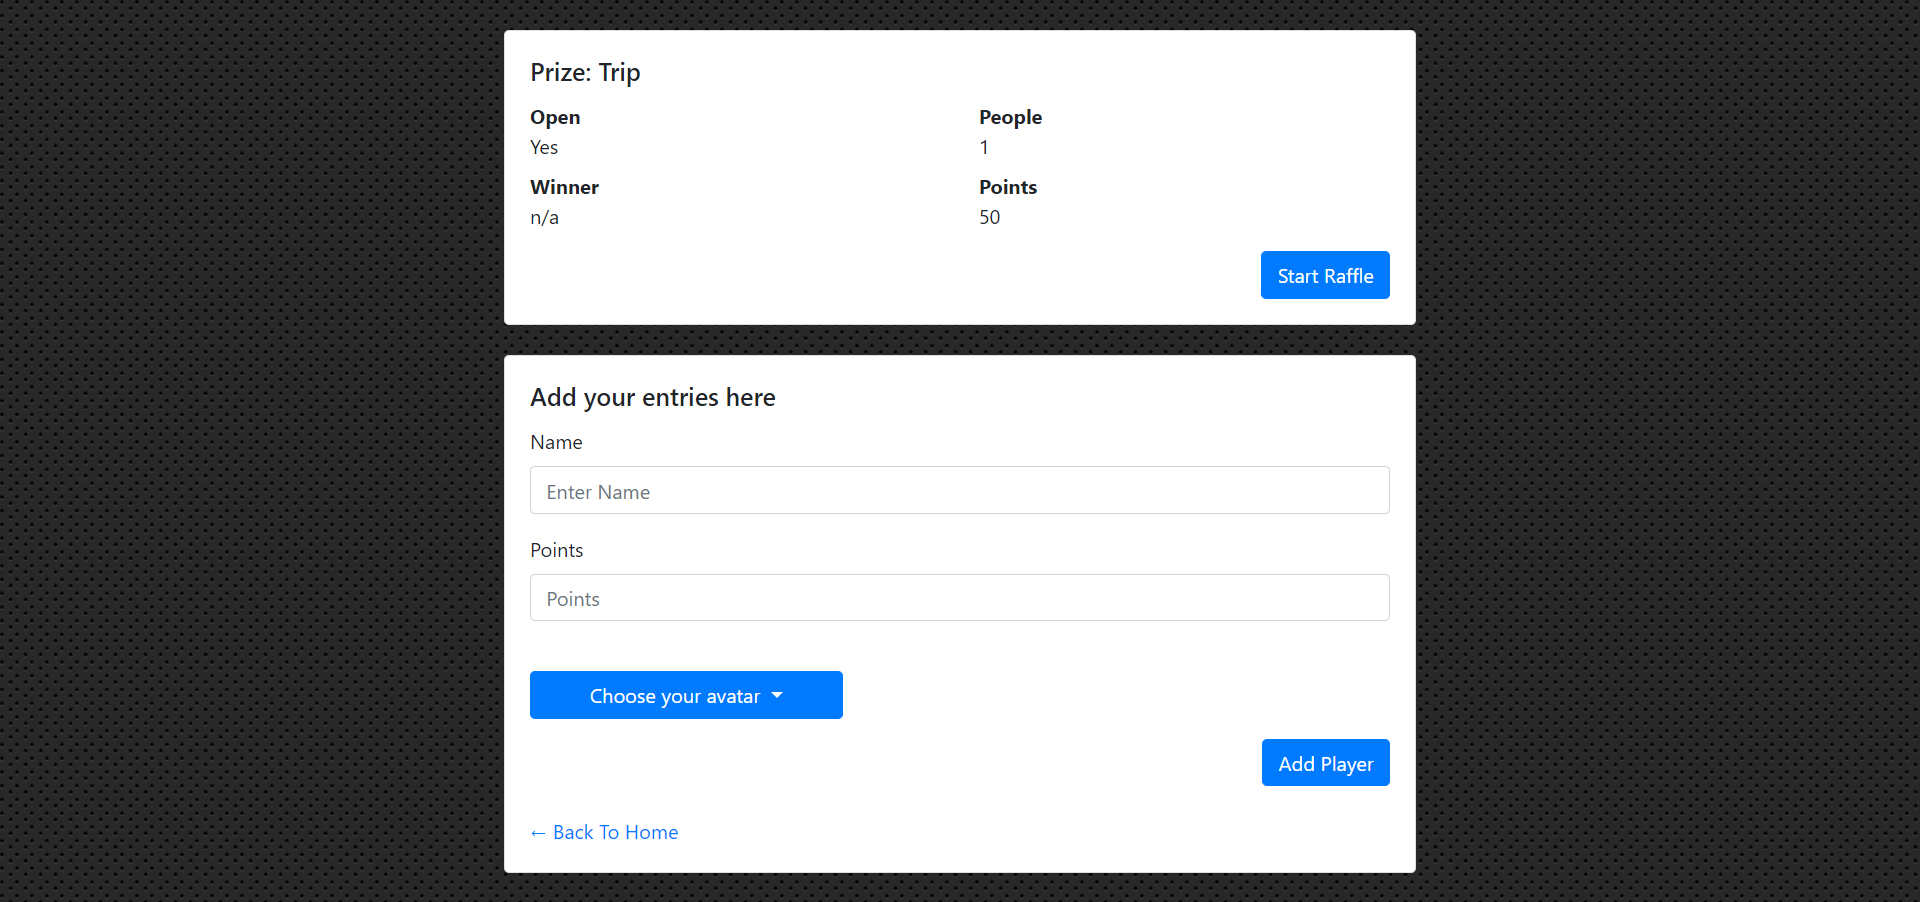 Prize: Trip
Open
People
Yes
1
Winner
Points
n/a
50
Start Raffle
Add your entries here
Name
Enter Name
Points
Points
Choose your avatar
Add Player
← Back To Home